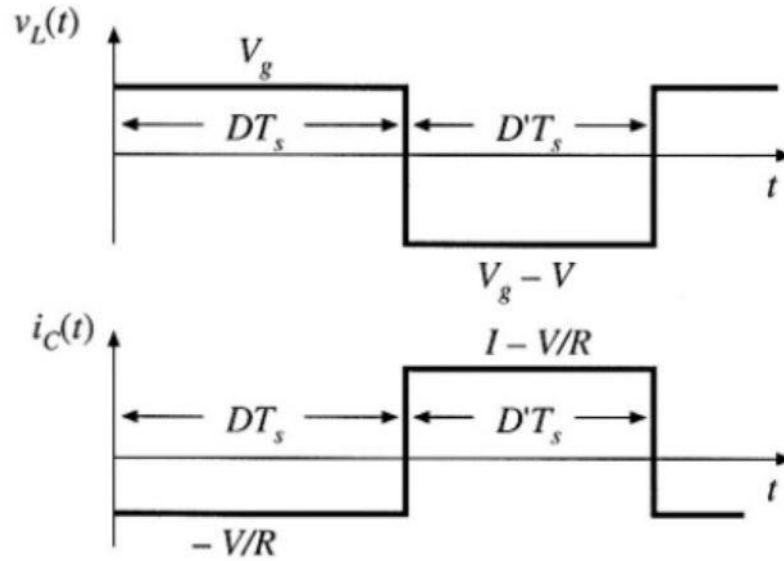 v_L(t)
V_g
DT_s
D'T_s
t
V_g – V
i_C(t)
I – V/R
DT_s
D'T_s
t
– V/R